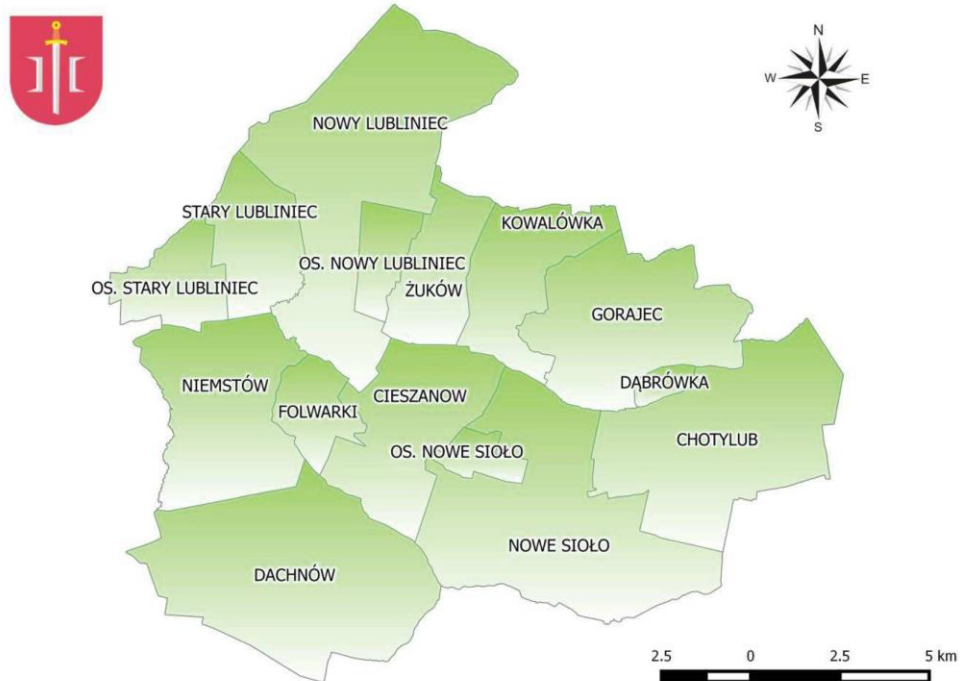 N
W E
S
NOWY LUBLINIEC
STARY LUBLINIEC
KOWALÓWKA
OS. NOWY LUBLINIEC
OS. STARY LUBLINIEC
ŻUKÓW
GORAJEC
NIEMSTÓW
DĄBRÓWKA
CIESZANOW
FOLWARKI
CHOTYLUB
OS. NOWE SIOŁO
NOWE SIOŁO
DACHNÓW
2.5 0 2.5 5 km